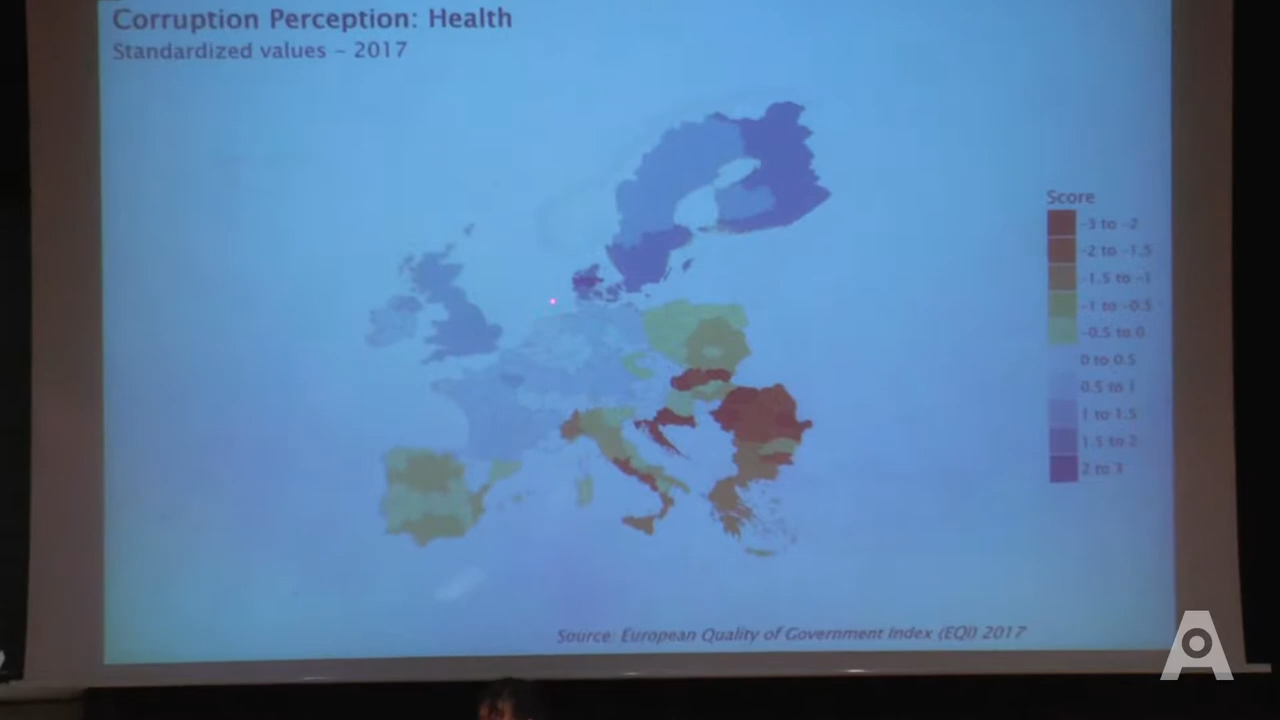 Corruption Perception: Health
Standardized values - 2017
Score
-3 to -2
-2 to -1.5
-1.5 to -1
-1 to -0.5
-0.5 to 0
0 to 0.5
0.5 to 1
1 to 1.5
1.5 to 2
2 to 3
Source: European Quality of Government Index (EQI) 2017
A